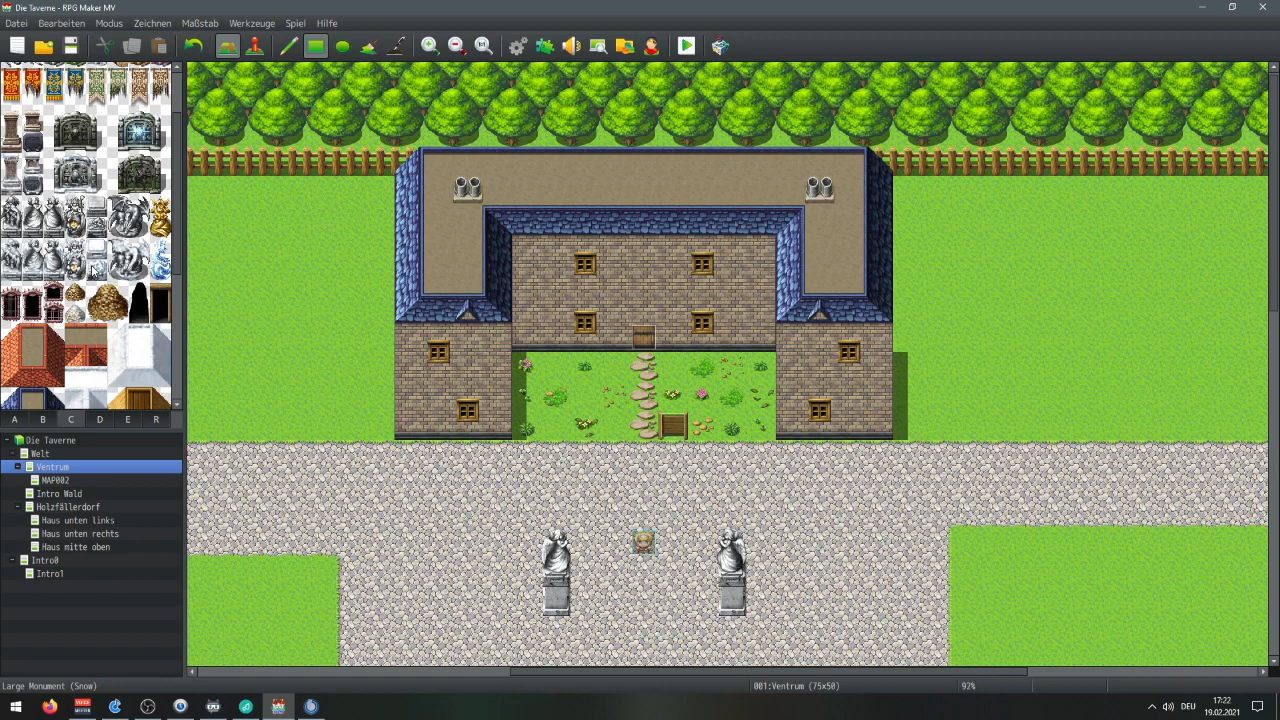 Die Taverne - RPG Maker MV
Datei Bearbeiten Modus Zeichnen Maßstab Werkzeuge Spiel Hilfe
A B C D E R
Die Taverne
Welt
Ventrum
MAP002
Intro Wald
Holzfällerdorf
Haus unten links
Haus unten rechts
Haus mitte oben
Intro0
Intro1
Large Monument (Snow) 001:Ventrum (75x50) 92%
DEU 17:22
19.02.2021